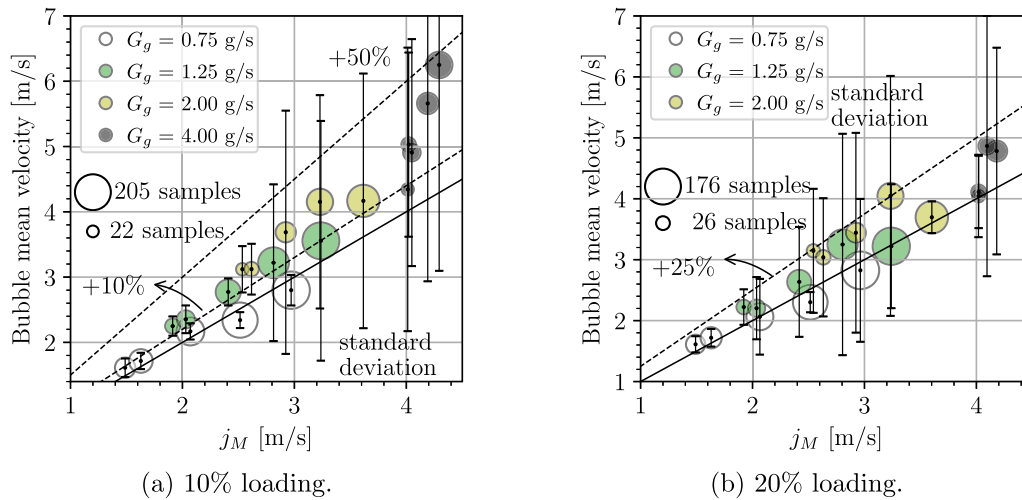 Bubble mean velocity [m/s]
7
6
5
4
3
2
G_g = 0.75 g/s
G_g = 1.25 g/s
G_g = 2.00 g/s
G_g = 4.00 g/s
+50%
205 samples
22 samples
+10%
standard
deviation
1
2
3
4
j_M [m/s]
(a) 10% loading.
Bubble mean velocity [m/s]
7
6
5
4
3
2
1
G_g = 0.75 g/s
G_g = 1.25 g/s
G_g = 2.00 g/s
standard
deviation
176 samples
26 samples
+25%
1
2
3
4
j_M [m/s]
(b) 20% loading.